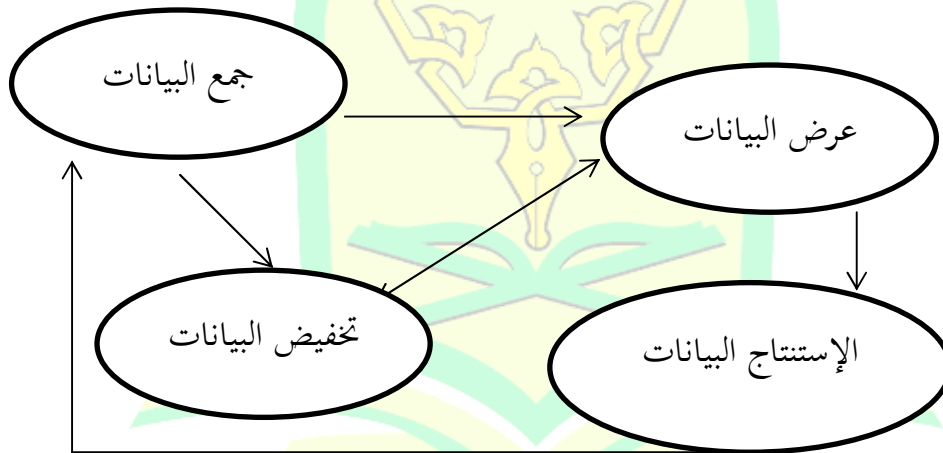 جمع البيانات
عرض البيانات
تخفيض البيانات
الإستنتاج البيانات